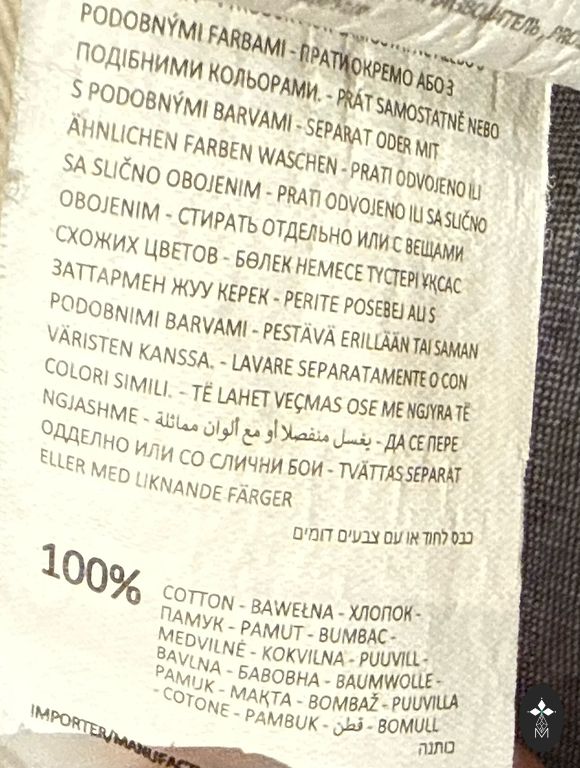 PODOBNÝMI FARBAMI - ПРАТИ ОКРЕМО АБО З
ПОДІБНИМИ КОЛЬОРАМИ. - PRÁT SAMOSTATNĚ NEBO
S PODOBNÝMI BARVAMI - SEPARAT ODER MIT
ÄHNLICHEN FARBEN WASCHEN - PRATI ODVOJENO ILI
SA SLIČNO OBOJENIM - PRATI ODVOJENO ILI SA SLIČNO
OBOJENIM - СТИРАТЬ ОТДЕЛЬНО ИЛИ С ВЕЩАМИ
СХОЖИХ ЦВЕТОВ - БӨЛЕК НЕМЕСЕ ТҮСТЕРІ ҰҚСАС
ЗАТТАРМЕН ЖУУ КЕРЕК - PERITE POSEBEJ ALI S
PODOBNIMI BARVAMI - PESTÄVÄ ERILLÄÄN TAI SAMAN
VÄRISTEN KANSSA. - LAVARE SEPARATAMENTE O CON
COLORI SIMILI. - TË LAHET VEÇMAS OSE ME NGJYRA TË
NGJASHME - يغسل منفصلا أو مع ألوان مماثلة - ДА СЕ ПЕРЕ
ОДДЕЛНО ИЛИ СО СЛИЧНИ БОИ - TVÄTTAS SEPARAT
ELLER MED LIKNANDE FÄRGER
כבס לחוד או עם צבעים דומים
100%
COTTON - BAWEŁNA - ХЛОПОК -
ПАМУК - PAMUT - BUMBAC -
MEDVILNĖ - KOKVILNA - PUUVILL -
BAVLNA - БАВОВНА - BAUMWOLLE -
PAMUK - МАҚТА - BOMBAŽ - PUUVILLA
- COTONE - PAMBUK - قطن - BOMULL
כותנה
IMPORTER/MANUFACT